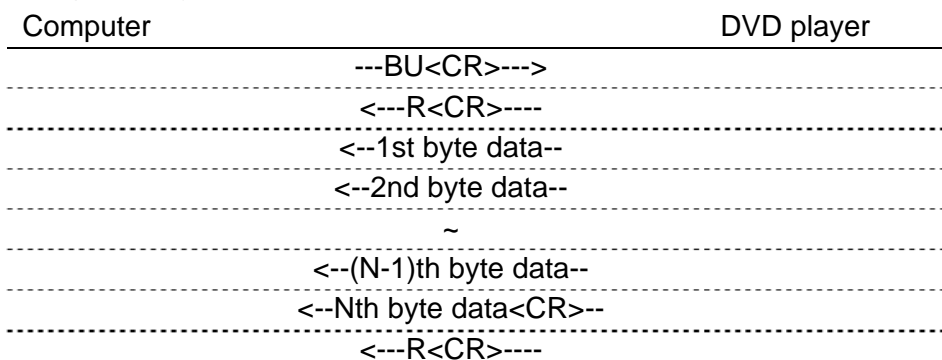 Computer DVD player
---BU<CR>--->
<---R<CR>----
<--1st byte data--
<--2nd byte data--
~
<--(N-1)th byte data--
<--Nth byte data<CR>--
<---R<CR>----